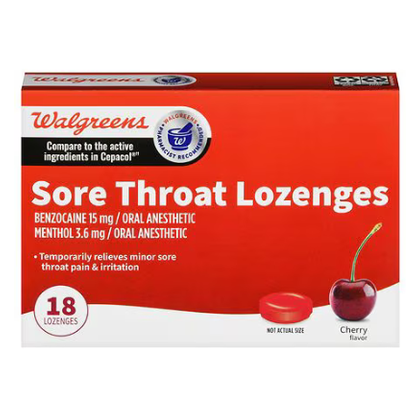 Walgreens
WALGREENS
PHARMACIST RECOMMENDED
Compare to the active
ingredients in Cepacol®††
Sore Throat Lozenges
BENZOCAINE 15 mg / ORAL ANESTHETIC
MENTHOL 3.6 mg / ORAL ANESTHETIC
• Temporarily relieves minor sore
throat pain & irritation
18
LOZENGES
NOT ACTUAL SIZE
Cherry
flavor